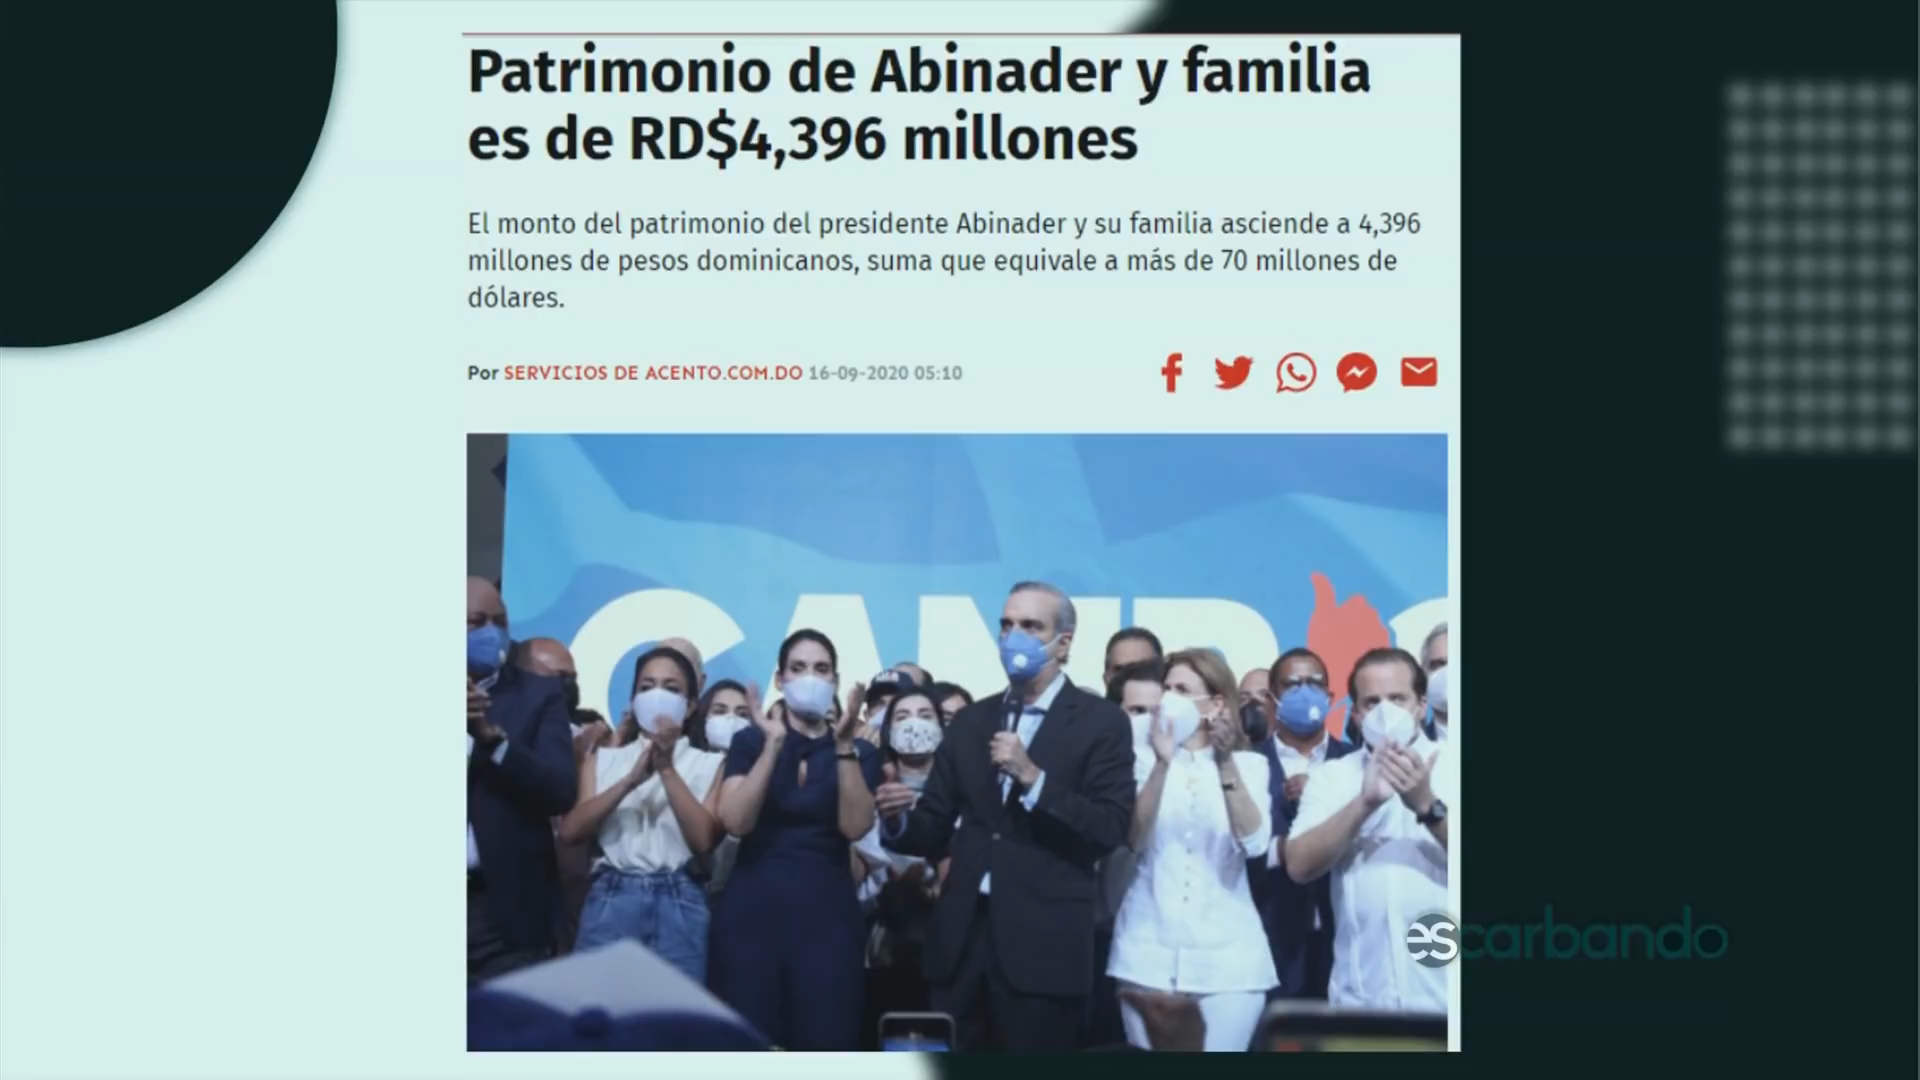 Patrimonio de Abinader y familia
es de RD$4,396 millones
El monto del patrimonio del presidente Abinader y su familia asciende a 4,396
millones de pesos dominicanos, suma que equivale a más de 70 millones de
dólares.
Por SERVICIOS DE ACENTO.COM.DO 16-09-2020 05:10
escarbando